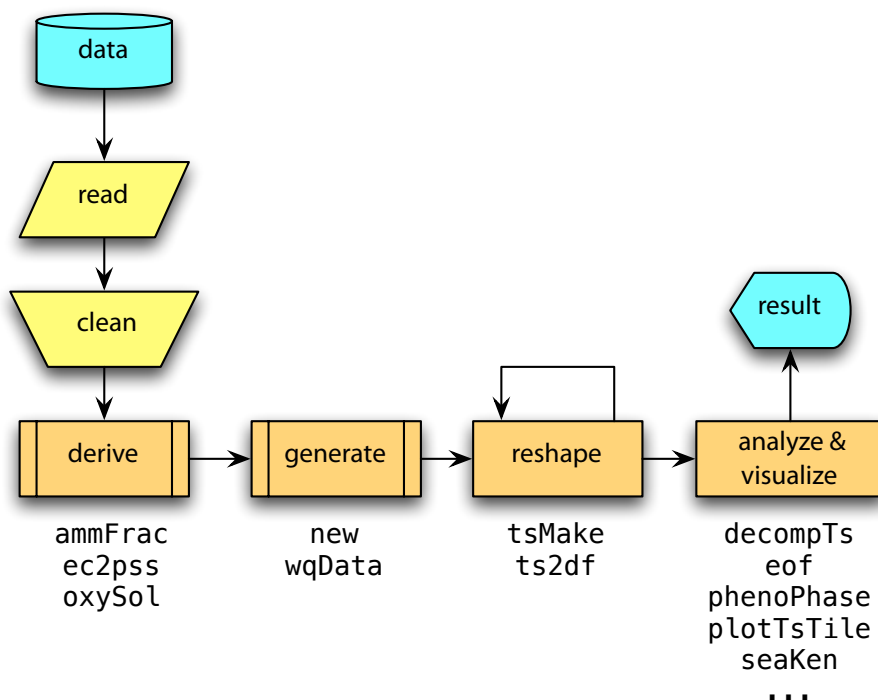 data
read
clean
result
derive
generate
reshape
analyze &
visualize
ammFrac
ec2pss
oxySol
new
wqData
tsMake
ts2df
decompTs
eof
phenoPhase
plotTsTile
seaKen
...